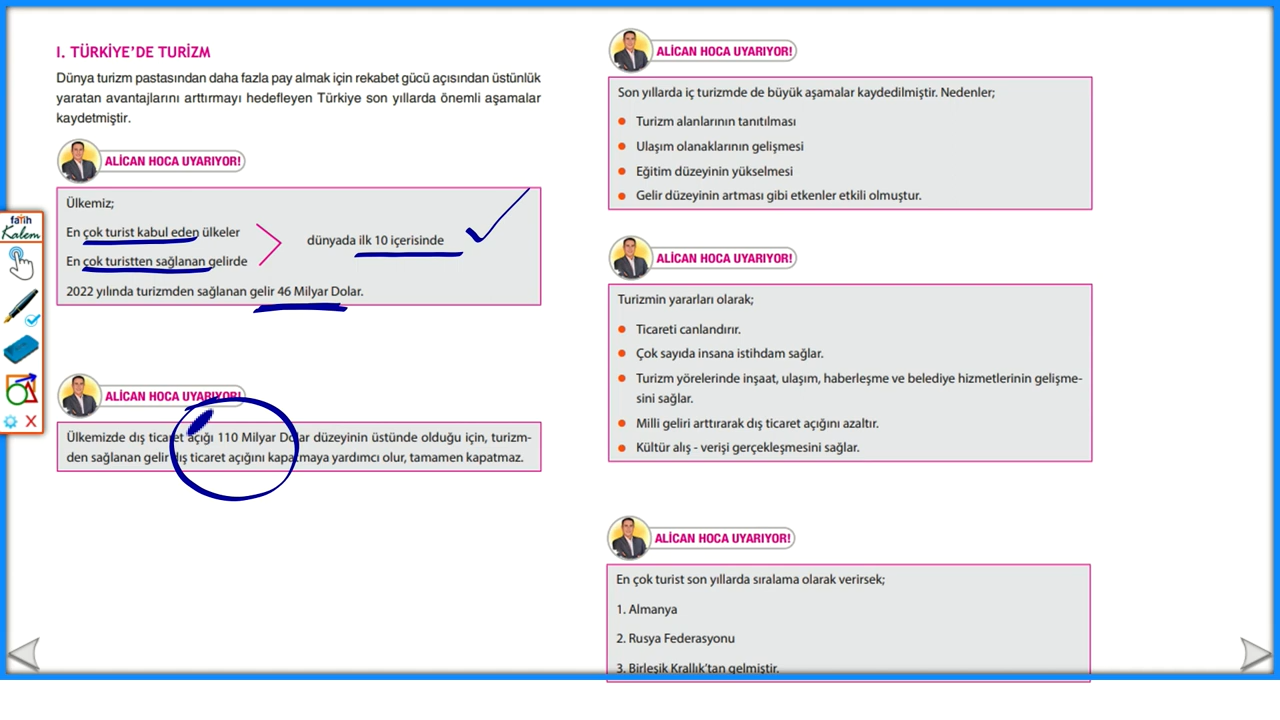 I. TÜRKİYE'DE TURİZM
Dünya turizm pastasından daha fazla pay almak için rekabet gücü açısından üstünlük
yaratan avantajlarını arttırmayı hedefleyen Türkiye son yıllarda önemli aşamalar
kaydetmiştir.
ALİCAN HOCA UYARIYOR!
Ülkemiz;
En çok turist kabul eden ülkeler
dünyada ilk 10 içerisinde
En çok turistten sağlanan gelirde
2022 yılında turizmden sağlanan gelir 46 Milyar Dolar.
fatih
Kalem
ALİCAN HOCA UYARIYOR!
Ülkemizde dış ticaret açığı 110 Milyar Dolar düzeyinin üstünde olduğu için, turizm-
den sağlanan gelir dış ticaret açığını kapatmaya yardımcı olur, tamamen kapatmaz.
ALİCAN HOCA UYARIYOR!
Son yıllarda iç turizmde de büyük aşamalar kaydedilmiştir. Nedenler;
• Turizm alanlarının tanıtılması
• Ulaşım olanaklarının gelişmesi
• Eğitim düzeyinin yükselmesi
• Gelir düzeyinin artması gibi etkenler etkili olmuştur.
ALİCAN HOCA UYARIYOR!
Turizmin yararları olarak;
• Ticareti canlandırır.
• Çok sayıda insana istihdam sağlar.
• Turizm yörelerinde inşaat, ulaşım, haberleşme ve belediye hizmetlerinin gelişme-
sini sağlar.
• Milli geliri arttırarak dış ticaret açığını azaltır.
• Kültür alış - verişi gerçekleşmesini sağlar.
ALİCAN HOCA UYARIYOR!
En çok turist son yıllarda sıralama olarak verirsek;
1. Almanya
2. Rusya Federasyonu
3. Birleşik Krallık'tan gelmiştir.